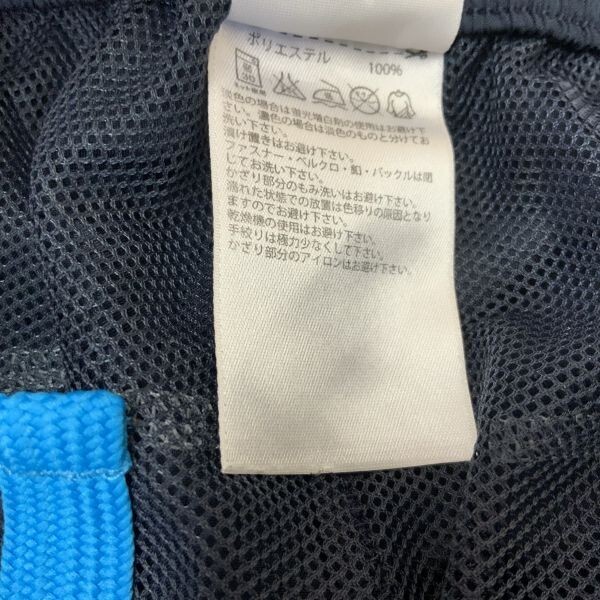 ポリエステル 100%
淡色の場合は蛍光増白剤の使用はお避け下
さい。濃色の場合は淡色のものと分けてお
洗い下さい。
漬け置きはお避け下さい。
ファスナー・ベルクロ・釦・バックルは閉
じてお洗い下さい。
かざり部分のもみ洗いはお避け下さい。
濡れた状態での放置は色移りの原因となり
ますのでお避け下さい。
乾燥機の使用はお避け下さい。
手絞りは極力少なくして下さい。
かざり部分のアイロンはお避け下さい。